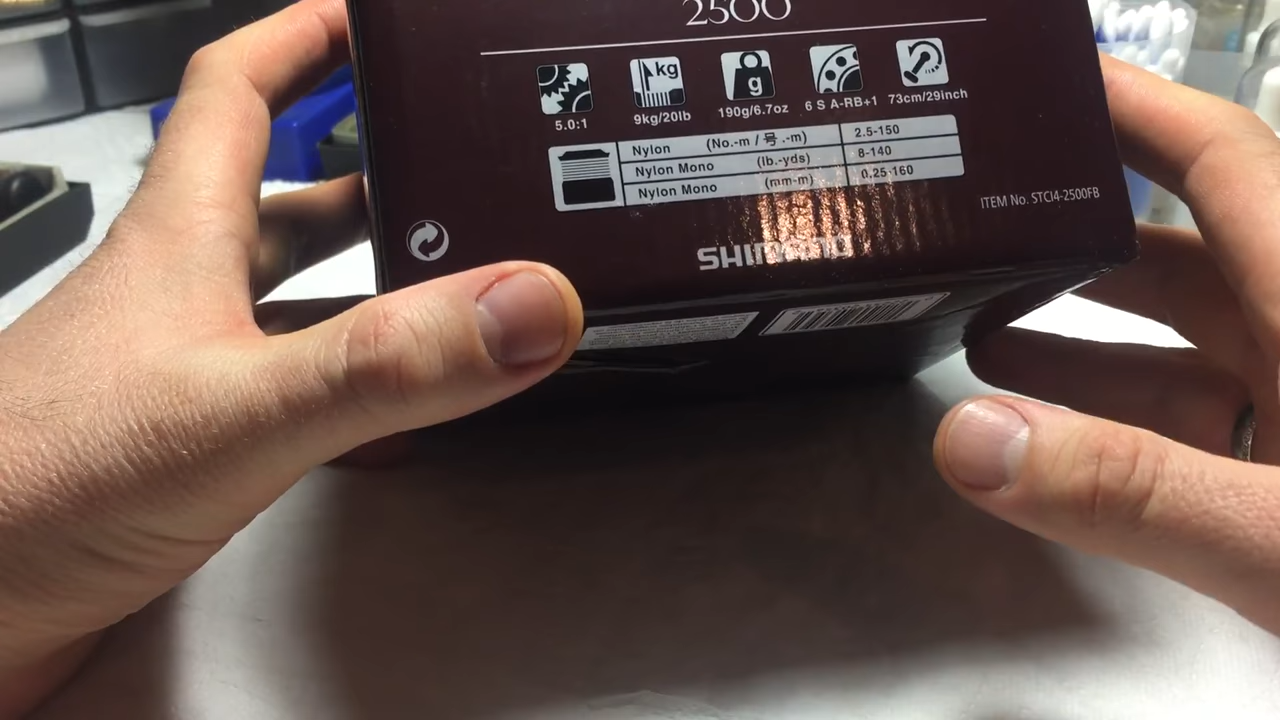 2500
kg
g
5.0:1
9kg/20lb
190g/6.7oz
6 S A-RB+1
73cm/29inch
Nylon (No.-m / 号.-m) 2.5-150
Nylon Mono (lb.-yds) 8-140
Nylon Mono (mm-m) 0.25-160
ITEM No. STCI4-2500FB
SHIMANO